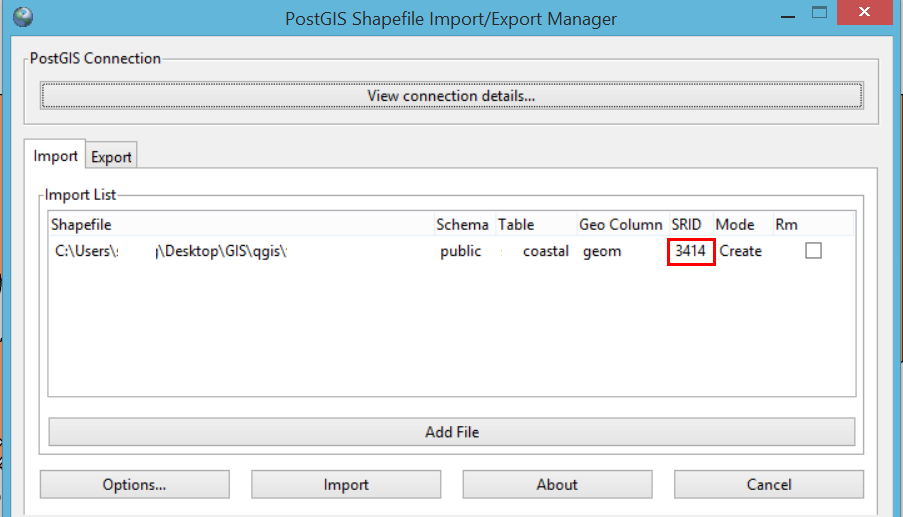 PostGIS Shapefile Import/Export Manager
PostGIS Connection
View connection details...
Import Export
Import List
Shapefile Schema Table Geo Column SRID Mode Rm
C:\Users\s \Desktop\GIS\qgis\ public coastal geom 3414 Create
Add File
Options... Import About Cancel